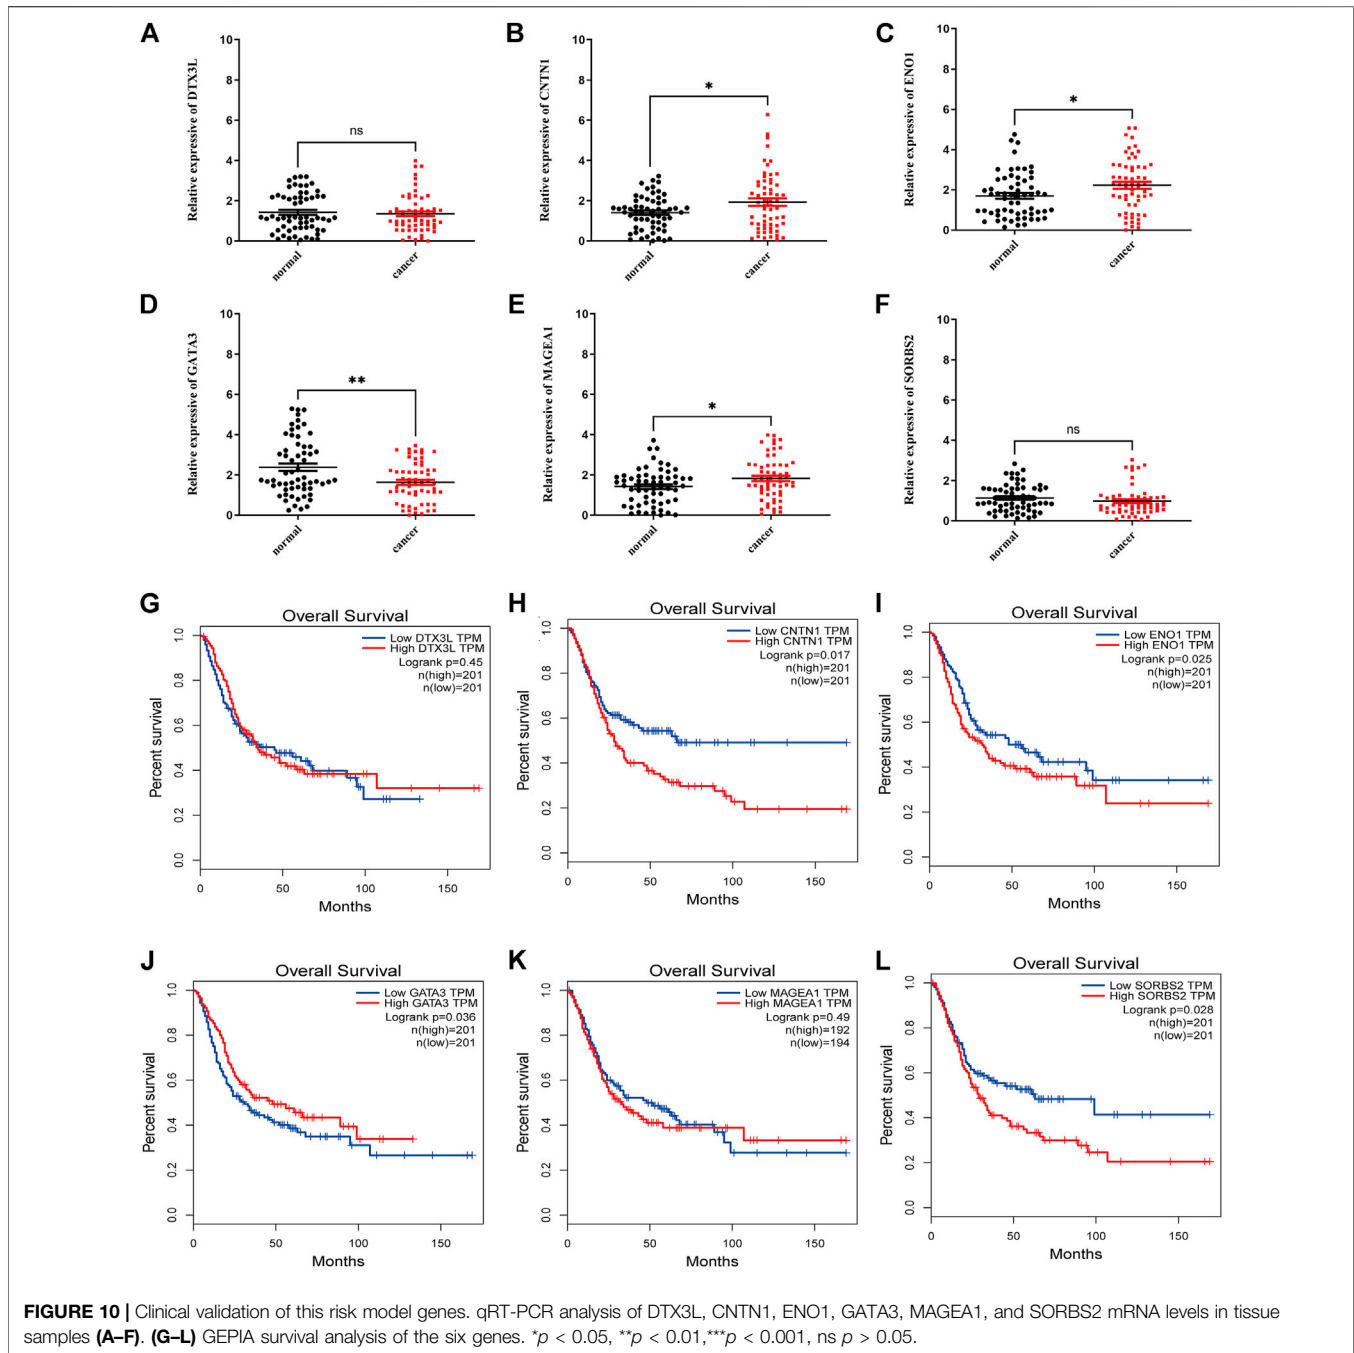 A
Relative expressive of DTX3L
10
8
6
4
2
0
ns
normal
cancer
B
Relative expressive of CNTN1
10
8
6
4
2
0
*
normal
cancer
C
Relative expressive of ENO1
10
8
6
4
2
0
*
normal
cancer
D
Relative expressive of GATA3
10
8
6
4
2
0
**
normal
cancer
E
Relative expressive of MAGEA1
10
8
6
4
2
0
*
normal
cancer
F
Relative expressive of SORBS2
10
8
6
4
2
0
ns
normal
cancer
G
Overall Survival
Low DTX3L TPM
High DTX3L TPM
Logrank p=0.45
n(high)=201
n(low)=201
Percent survival
1.0
0.8
0.6
0.4
0.2
0.0
0 50 100 150
Months
H
Overall Survival
Low CNTN1 TPM
High CNTN1 TPM
Logrank p=0.017
n(high)=201
n(low)=201
Percent survival
1.0
0.8
0.6
0.4
0.2
0.0
0 50 100 150
Months
I
Overall Survival
Low ENO1 TPM
High ENO1 TPM
Logrank p=0.025
n(high)=201
n(low)=201
Percent survival
1.0
0.8
0.6
0.4
0.2
0.0
0 50 100 150
Months
J
Overall Survival
Low GATA3 TPM
High GATA3 TPM
Logrank p=0.036
n(high)=201
n(low)=201
Percent survival
1.0
0.8
0.6
0.4
0.2
0.0
0 50 100 150
Months
K
Overall Survival
Low MAGEA1 TPM
High MAGEA1 TPM
Logrank p=0.49
n(high)=192
n(low)=194
Percent survival
1.0
0.8
0.6
0.4
0.2
0.0
0 50 100 150
Months
L
Overall Survival
Low SORBS2 TPM
High SORBS2 TPM
Logrank p=0.028
n(high)=201
n(low)=201
Percent survival
1.0
0.8
0.6
0.4
0.2
0.0
0 50 100 150
Months
FIGURE 10 | Clinical validation of this risk model genes. qRT-PCR analysis of DTX3L, CNTN1, ENO1, GATA3, MAGEA1, and SORBS2 mRNA levels in tissue
samples (A–F). (G–L) GEPIA survival analysis of the six genes. *p < 0.05, **p < 0.01,***p < 0.001, ns p > 0.05.